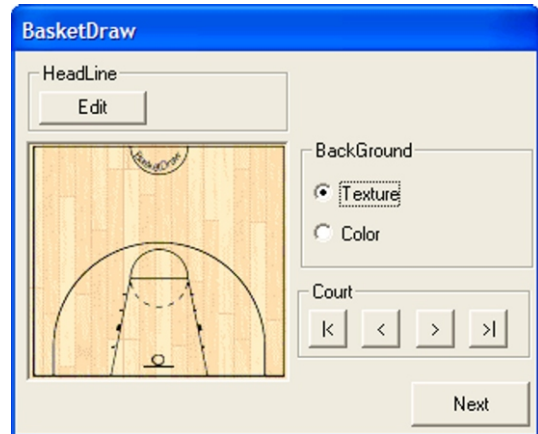 BasketDraw
HeadLine
Edit
BasketDraw
BackGround
Texture
Color
Court
|< < > >|
Next